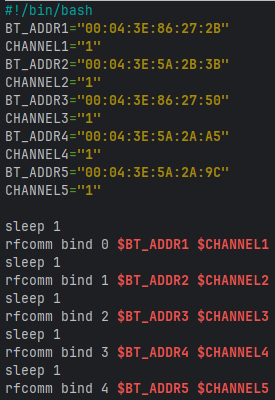 #!/bin/bash
BT_ADDR1="00:04:3E:86:27:2B"
CHANNEL1="1"
BT_ADDR2="00:04:3E:5A:2B:3B"
CHANNEL2="1"
BT_ADDR3="00:04:3E:86:27:50"
CHANNEL3="1"
BT_ADDR4="00:04:3E:5A:2A:A5"
CHANNEL4="1"
BT_ADDR5="00:04:3E:5A:2A:9C"
CHANNEL5="1"

sleep 1
rfcomm bind 0 $BT_ADDR1 $CHANNEL1
sleep 1
rfcomm bind 1 $BT_ADDR2 $CHANNEL2
sleep 1
rfcomm bind 2 $BT_ADDR3 $CHANNEL3
sleep 1
rfcomm bind 3 $BT_ADDR4 $CHANNEL4
sleep 1
rfcomm bind 4 $BT_ADDR5 $CHANNEL5